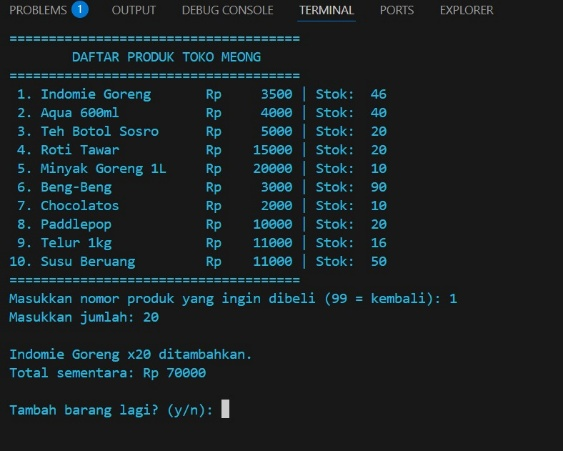 PROBLEMS 1 OUTPUT DEBUG CONSOLE TERMINAL PORTS EXPLORER
=====================================
DAFTAR PRODUK TOKO MEONG
=====================================
1. Indomie Goreng Rp 3500 | Stok: 46
2. Aqua 600ml Rp 4000 | Stok: 40
3. Teh Botol Sosro Rp 5000 | Stok: 20
4. Roti Tawar Rp 15000 | Stok: 20
5. Minyak Goreng 1L Rp 20000 | Stok: 10
6. Beng-Beng Rp 3000 | Stok: 90
7. Chocolatos Rp 2000 | Stok: 10
8. Paddlepop Rp 10000 | Stok: 20
9. Telur 1kg Rp 11000 | Stok: 16
10. Susu Beruang Rp 11000 | Stok: 50
=====================================
Masukkan nomor produk yang ingin dibeli (99 = kembali): 1
Masukkan jumlah: 20
Indomie Goreng x20 ditambahkan.
Total sementara: Rp 70000
Tambah barang lagi? (y/n):